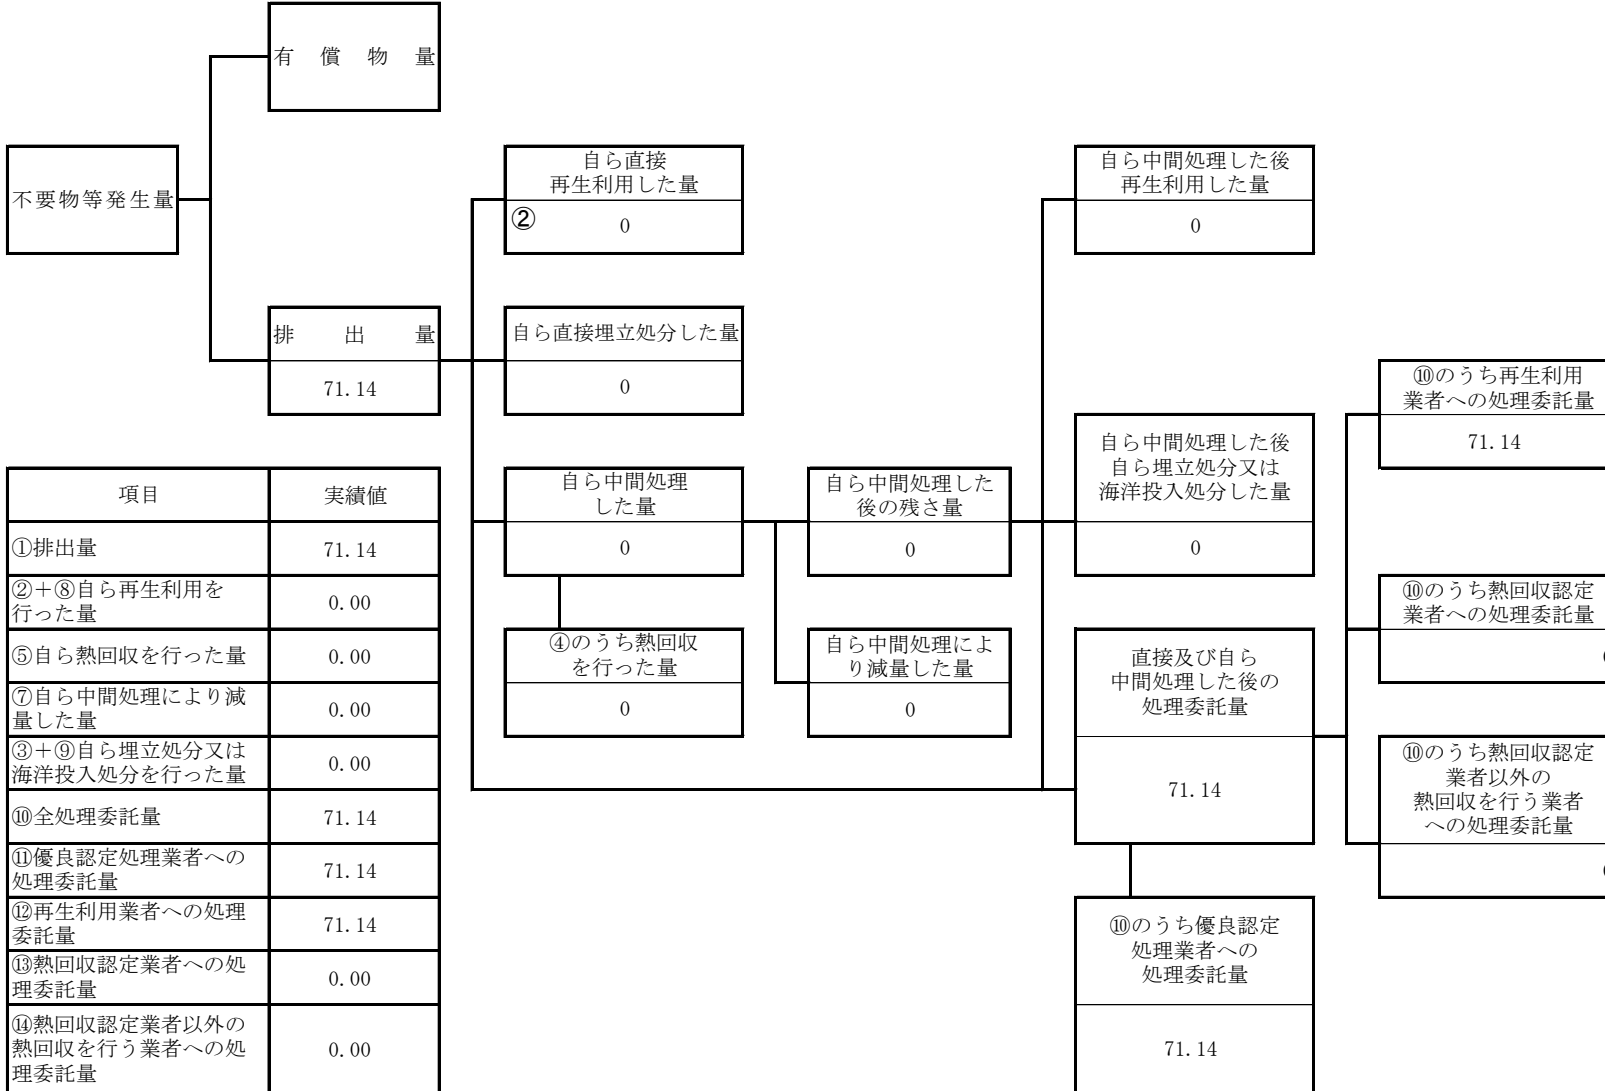 有償物量
不要物等発生量
排出量
71.14
自ら直接
再生利用した量
②
0
自ら直接埋立処分した量
0
自ら中間処理
した量
0
④のうち熱回収
を行った量
0
自ら中間処理した
後の残さ量
0
自ら中間処理によ
り減量した量
0
自ら中間処理した後
再生利用した量
0
自ら中間処理した後
自ら埋立処分又は
海洋投入処分した量
0
直接及び自ら
中間処理した後の
処理委託量
71.14
⑩のうち優良認定
処理業者への
処理委託量
71.14
⑩のうち再生利用
業者への処理委託量
71.14
⑩のうち熱回収認定
業者への処理委託量
⑩のうち熱回収認定
業者以外の
熱回収を行う業者
への処理委託量
項目 実績値
①排出量 71.14
②＋⑧自ら再生利用を
行った量 0.00
⑤自ら熱回収を行った量 0.00
⑦自ら中間処理により減
量した量 0.00
③＋⑨自ら埋立処分又は
海洋投入処分を行った量 0.00
⑩全処理委託量 71.14
⑪優良認定処理業者への
処理委託量 71.14
⑫再生利用業者への処理
委託量 71.14
⑬熱回収認定業者への処
理委託量 0.00
⑭熱回収認定業者以外の
熱回収を行う業者への処
理委託量 0.00